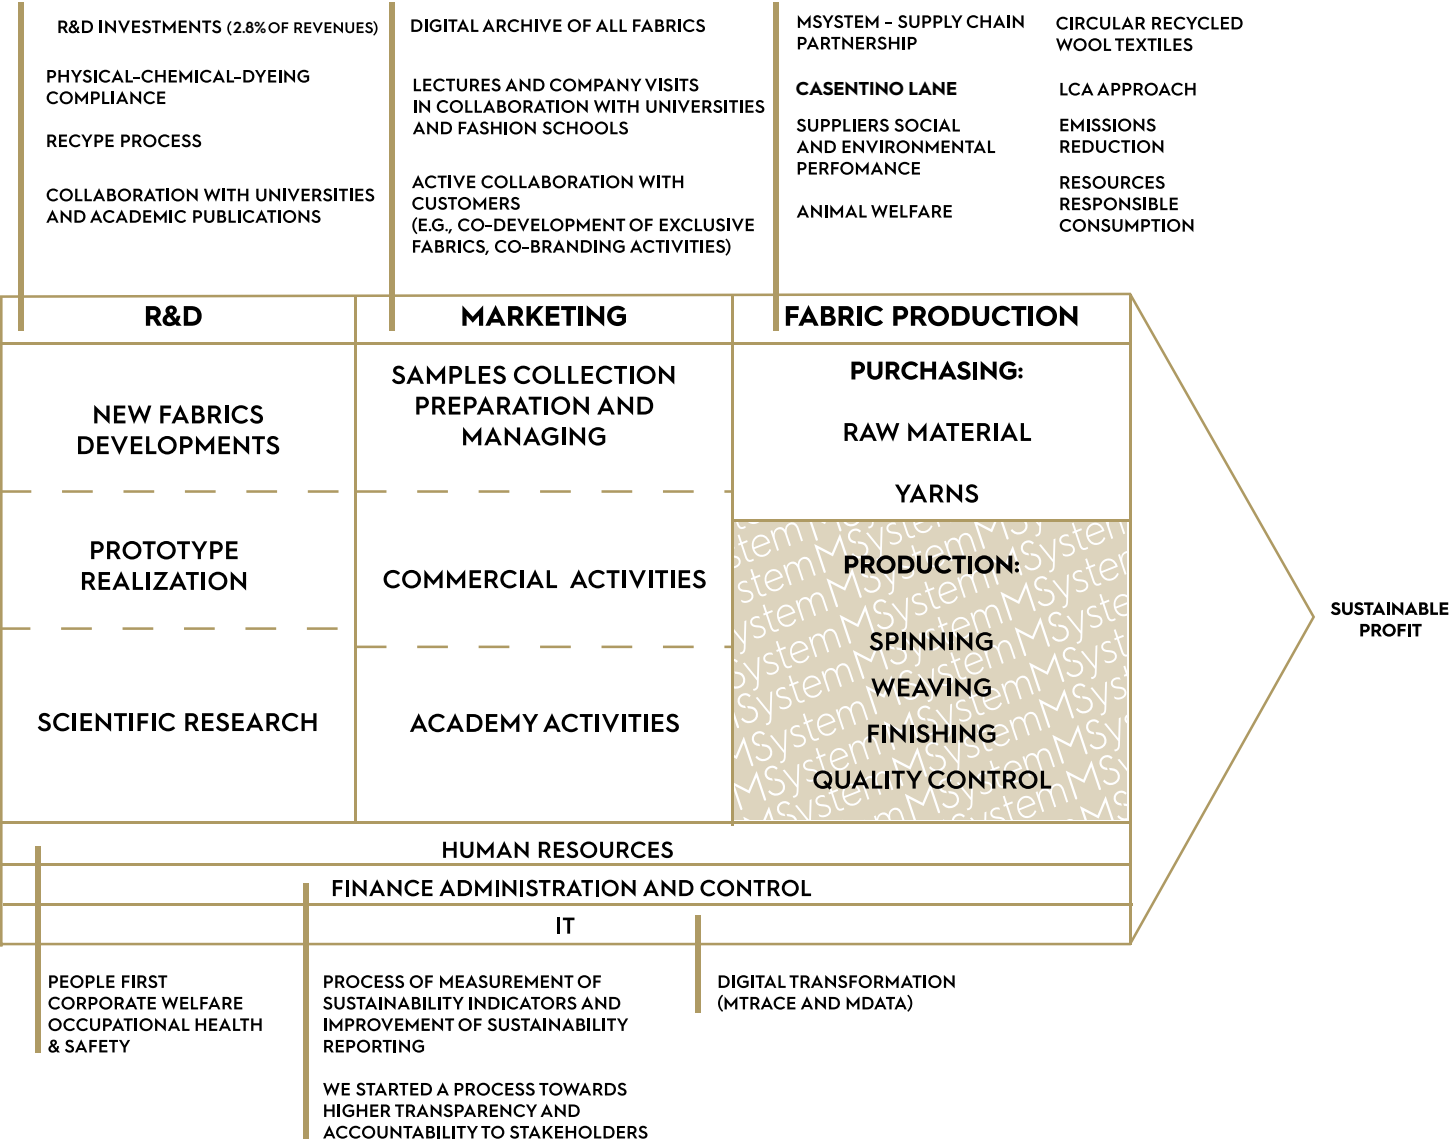 R&D INVESTMENTS (2.8% OF REVENUES)
PHYSICAL-CHEMICAL-DYEING
COMPLIANCE
RECYPE PROCESS
COLLABORATION WITH UNIVERSITIES
AND ACADEMIC PUBLICATIONS
DIGITAL ARCHIVE OF ALL FABRICS
LECTURES AND COMPANY VISITS
IN COLLABORATION WITH UNIVERSITIES
AND FASHION SCHOOLS
ACTIVE COLLABORATION WITH
CUSTOMERS
(E.G., CO-DEVELOPMENT OF EXCLUSIVE
FABRICS, CO-BRANDING ACTIVITIES)
MSYSTEM - SUPPLY CHAIN
PARTNERSHIP
CASENTINO LANE
SUPPLIERS SOCIAL
AND ENVIRONMENTAL
PERFOMANCE
ANIMAL WELFARE
CIRCULAR RECYCLED
WOOL TEXTILES
LCA APPROACH
EMISSIONS
REDUCTION
RESOURCES
RESPONSIBLE
CONSUMPTION
R&D
NEW FABRICS
DEVELOPMENTS
PROTOTYPE
REALIZATION
SCIENTIFIC RESEARCH
MARKETING
SAMPLES COLLECTION
PREPARATION AND
MANAGING
COMMERCIAL ACTIVITIES
ACADEMY ACTIVITIES
FABRIC PRODUCTION
PURCHASING:
RAW MATERIAL
YARNS
PRODUCTION:
SPINNING
WEAVING
FINISHING
QUALITY CONTROL
MSystem
SUSTAINABLE
PROFIT
HUMAN RESOURCES
FINANCE ADMINISTRATION AND CONTROL
IT
PEOPLE FIRST
CORPORATE WELFARE
OCCUPATIONAL HEALTH
& SAFETY
PROCESS OF MEASUREMENT OF
SUSTAINABILITY INDICATORS AND
IMPROVEMENT OF SUSTAINABILITY
REPORTING
WE STARTED A PROCESS TOWARDS
HIGHER TRANSPARENCY AND
ACCOUNTABILITY TO STAKEHOLDERS
DIGITAL TRANSFORMATION
(MTRACE AND MDATA)